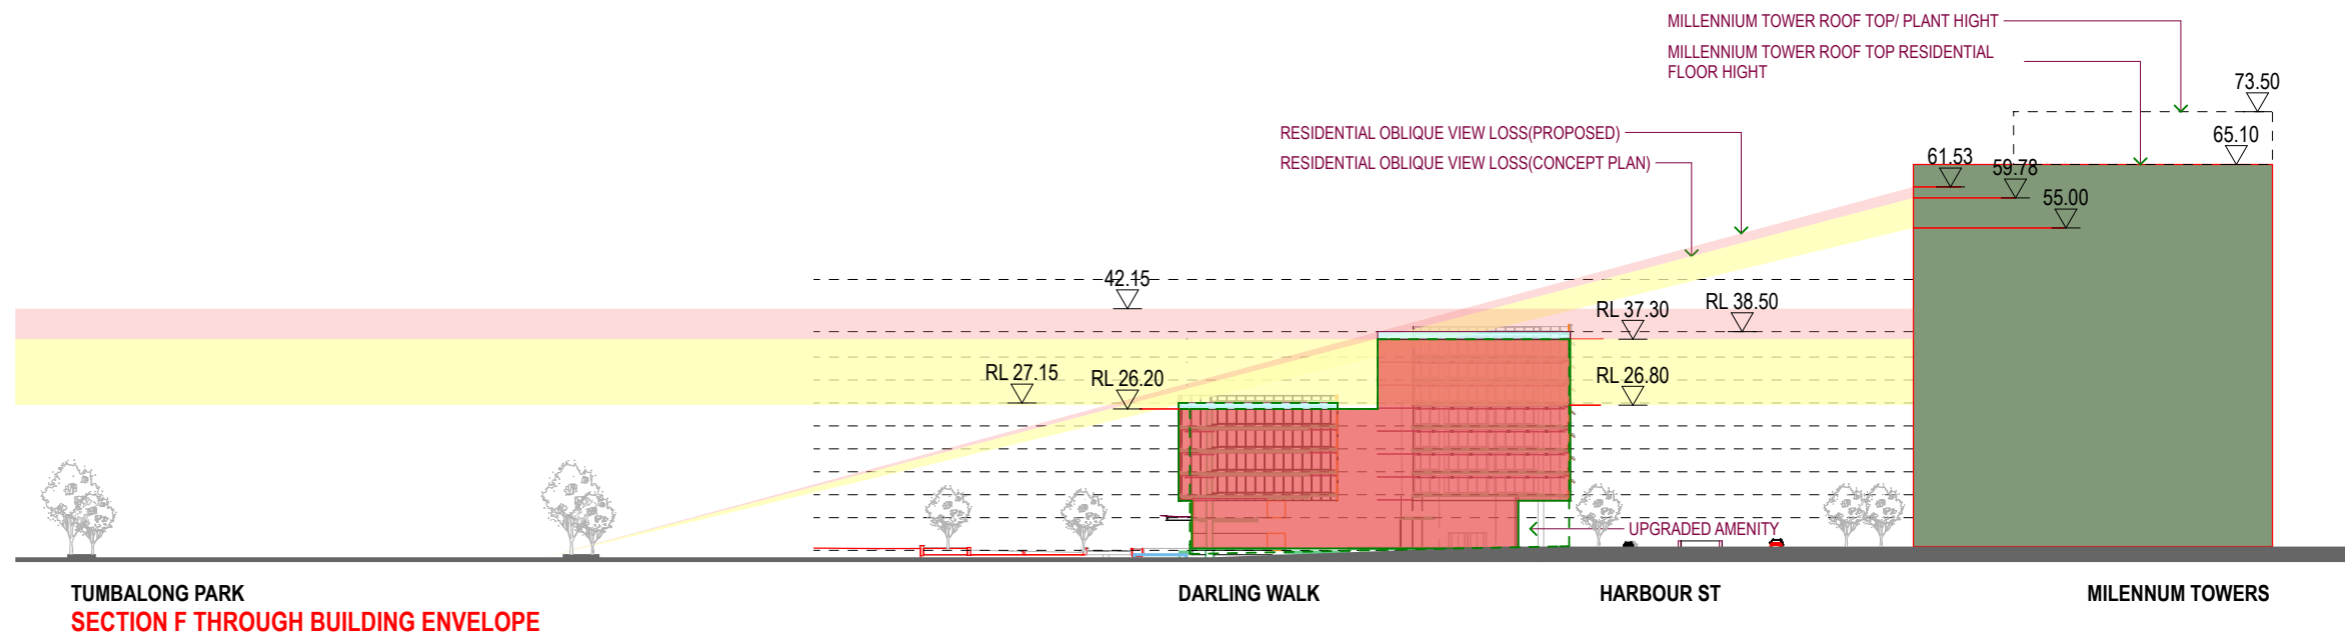 MILLENNIUM TOWER ROOF TOP/ PLANT HIGHT
MILLENNIUM TOWER ROOF TOP RESIDENTIAL
FLOOR HIGHT
73.50
RESIDENTIAL OBLIQUE VIEW LOSS(PROPOSED)
65.10
RESIDENTIAL OBLIQUE VIEW LOSS(CONCEPT PLAN)
61.53
59.78
55.00
42.15
RL 37.30
RL 38.50
RL 27.15
RL 26.20
RL 26.80
UPGRADED AMENITY
TUMBALONG PARK
DARLING WALK
HARBOUR ST
MILENNUM TOWERS
SECTION F THROUGH BUILDING ENVELOPE